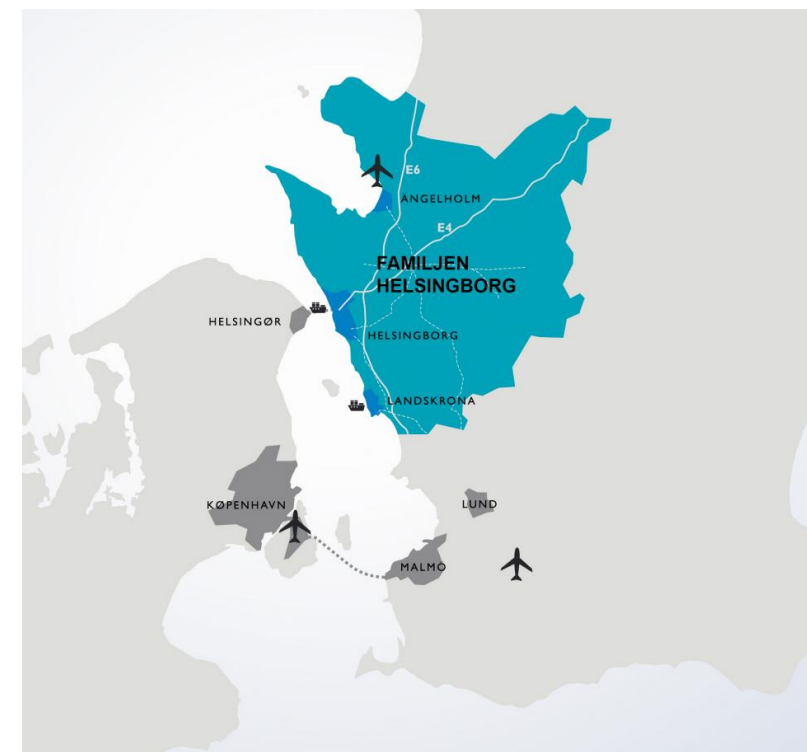 E6
ÄNGELHOLM
E4
FAMILJEN
HELSINGBORG
HELSINGØR
HELSINGBORG
LANDSKRONA
KØPENHAVN
LUND
MALMÖ